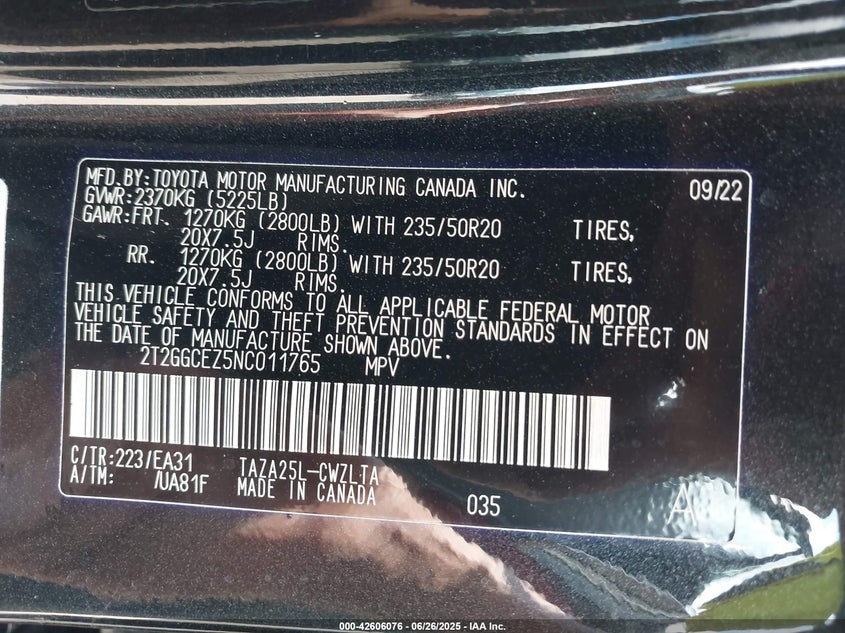 MFD.BY:TOYOTA MOTOR MANUFACTURING CANADA INC. 09/22
GVWR:2370KG (5225LB)
GAWR:FRT. 1270KG (2800LB) WITH 235/50R20 TIRES,
20X7.5J RIMS.
RR. 1270KG (2800LB) WITH 235/50R20 TIRES,
20X7.5J RIMS.
THIS VEHICLE CONFORMS TO ALL APPLICABLE FEDERAL MOTOR
VEHICLE SAFETY AND THEFT PREVENTION STANDARDS IN EFFECT ON
THE DATE OF MANUFACTURE SHOWN ABOVE.
2T2GGCEZ5NC011765 MPV
C/TR:223/EA31 TAZA25L-CWZLTA
A/TM: /UA81F MADE IN CANADA 035 A
000-42606076 - 06/26/2025 - IAA Inc.